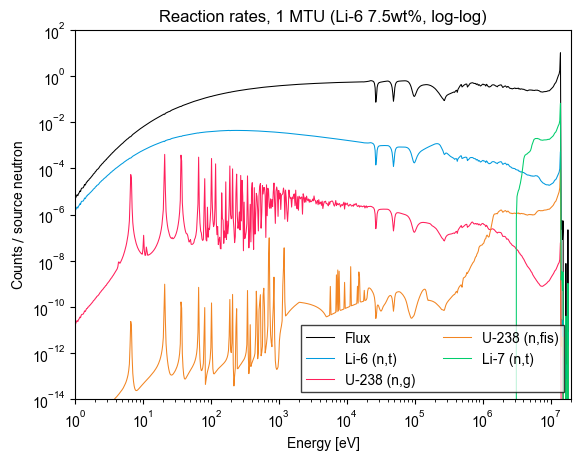 Reaction rates, 1 MTU (Li-6 7.5wt%, log-log)
Counts / source neutron
10^2
10^0
10^−2
10^−4
10^−6
10^−8
10^−10
10^−12
10^−14
Flux
Li-6 (n,t)
U-238 (n,g)
U-238 (n,fis)
Li-7 (n,t)
10^0 10^1 10^2 10^3 10^4 10^5 10^6 10^7
Energy [eV]